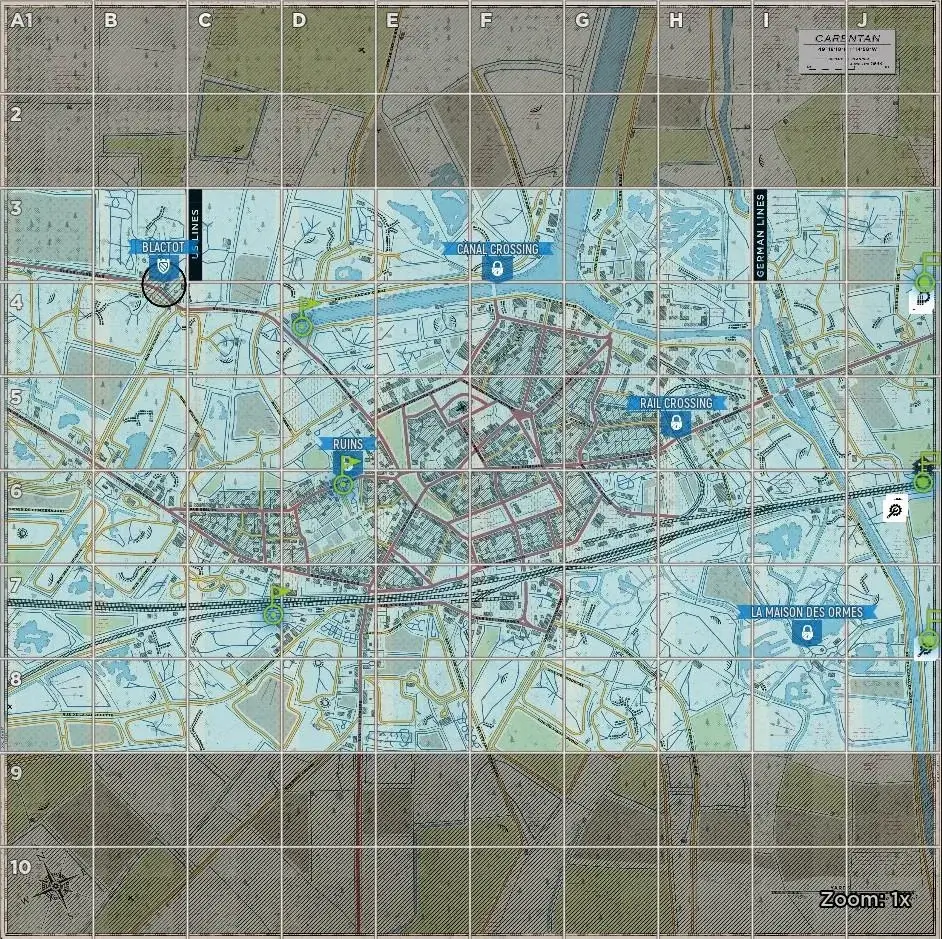 A1 B C D E F G H I J
CARENTAN
2
3
US LINES
GERMAN LINES
BLACTOT
CANAL CROSSING
4
5
RAIL CROSSING
RUINS
6
7
LA MAISON DES ORMES
8
9
10
Zoom: 1x